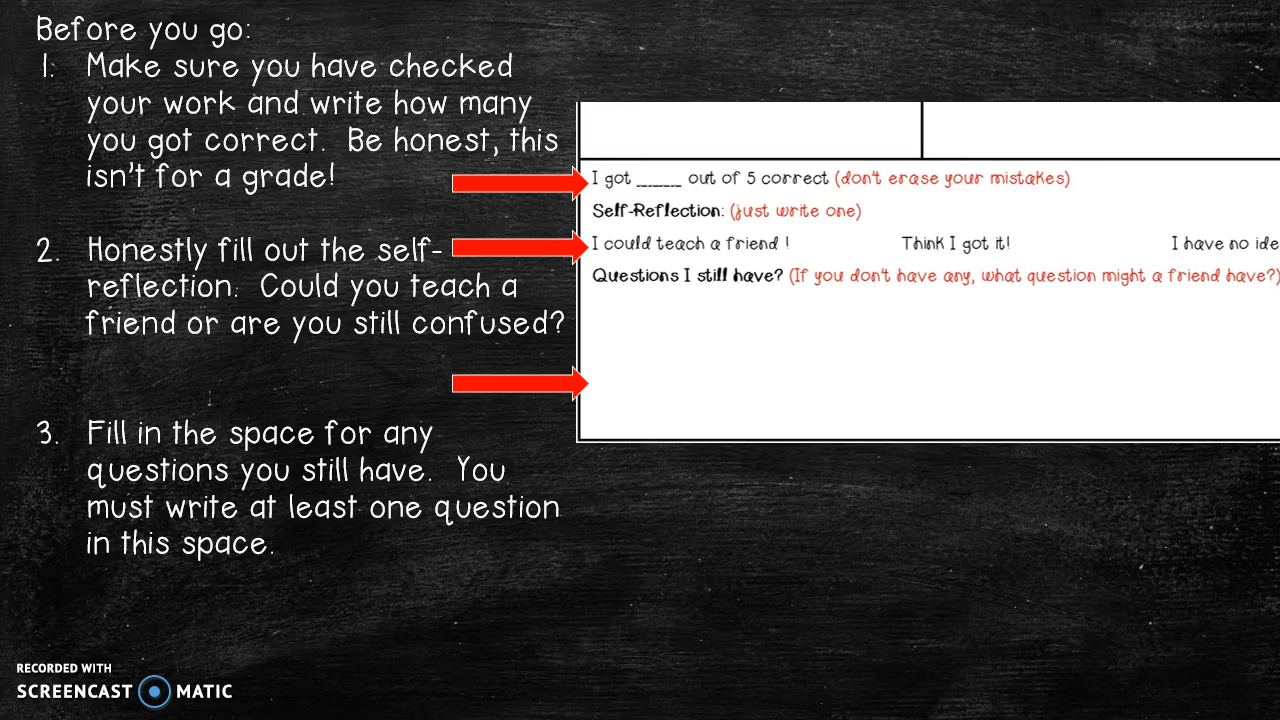 Before you go:
1. Make sure you have checked
your work and write how many
you got correct. Be honest, this
isn't for a grade!
2. Honestly fill out the self-
reflection. Could you teach a
friend or are you still confused?
3. Fill in the space for any
questions you still have. You
must write at least one question
in this space.
I got _____ out of 5 correct (don't erase your mistakes)
Self-Reflection: (just write one)
I could teach a friend ! Think I got it! I have no ide
Questions I still have? (If you don't have any, what question might a friend have?)
RECORDED WITH
SCREENCAST MATIC